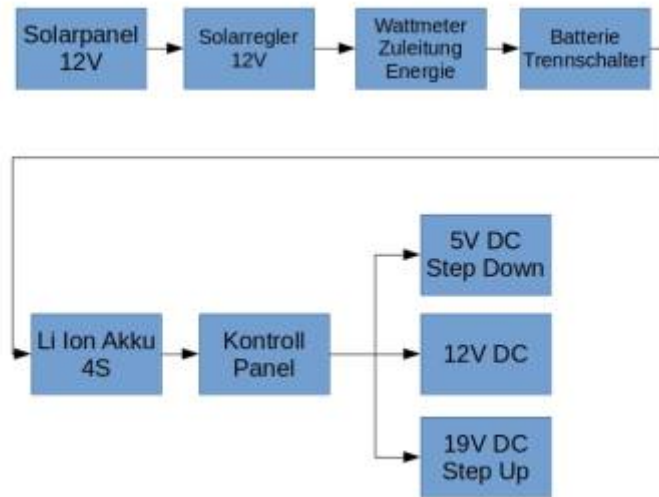 Solarpanel
12V
Solarregler
12V
Wattmeter
Zuleitung
Energie
Batterie
Trennschalter
5V DC
Step Down
Li Ion Akku
4S
Kontroll
Panel
12V DC
19V DC
Step Up